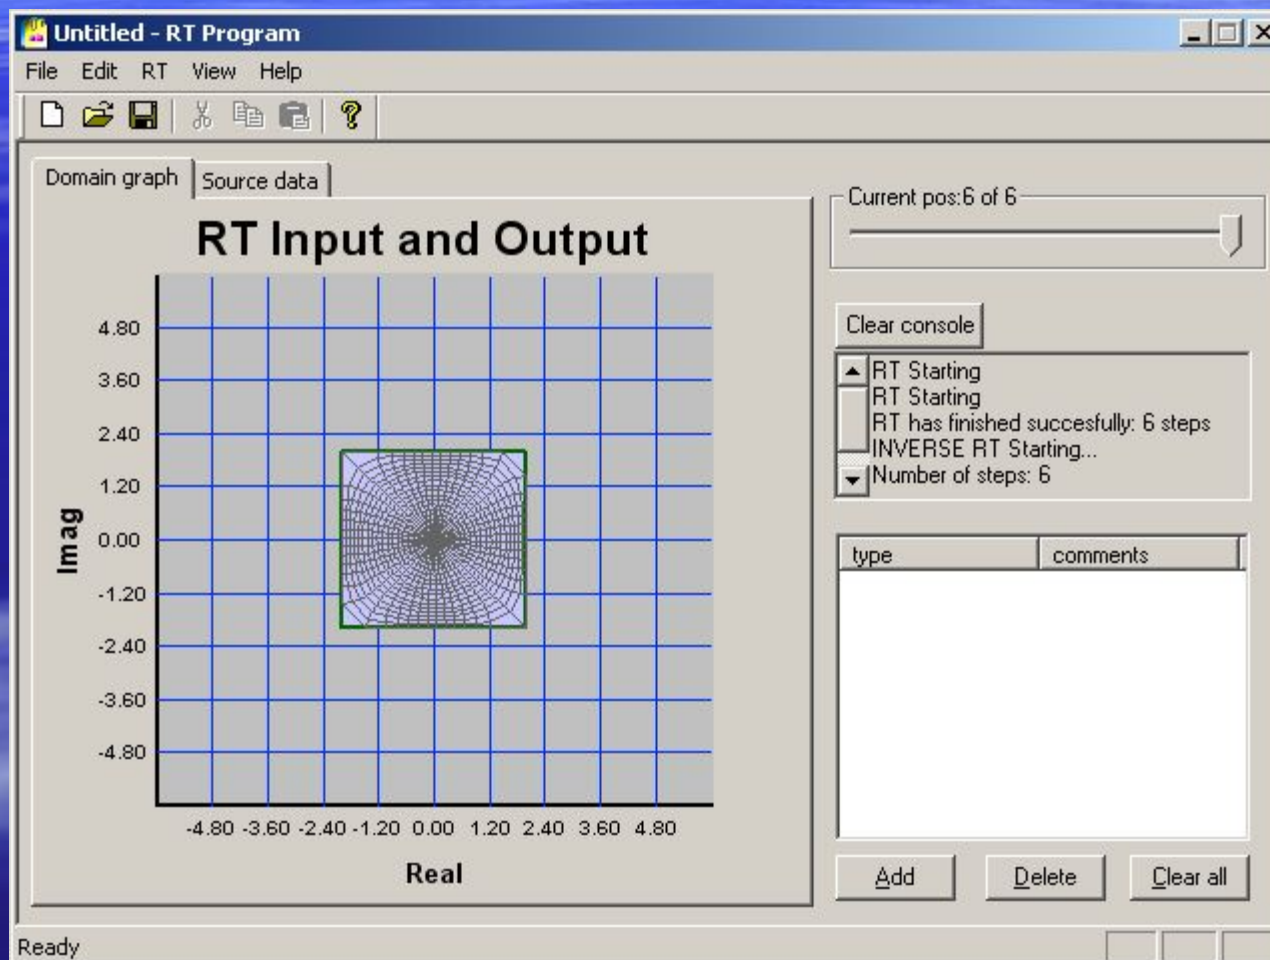 Untitled - RT Program
File Edit RT View Help
Domain graph
Source data
RT Input and Output
4.80
3.60
2.40
1.20
0.00
-1.20
-2.40
-3.60
-4.80
Imag
-4.80 -3.60 -2.40 -1.20 0.00 1.20 2.40 3.60 4.80
Real
Current pos:6 of 6
Clear console
RT Starting
RT Starting
RT has finished succesfully: 6 steps
INVERSE RT Starting...
Number of steps: 6
type comments
Add Delete Clear all
Ready